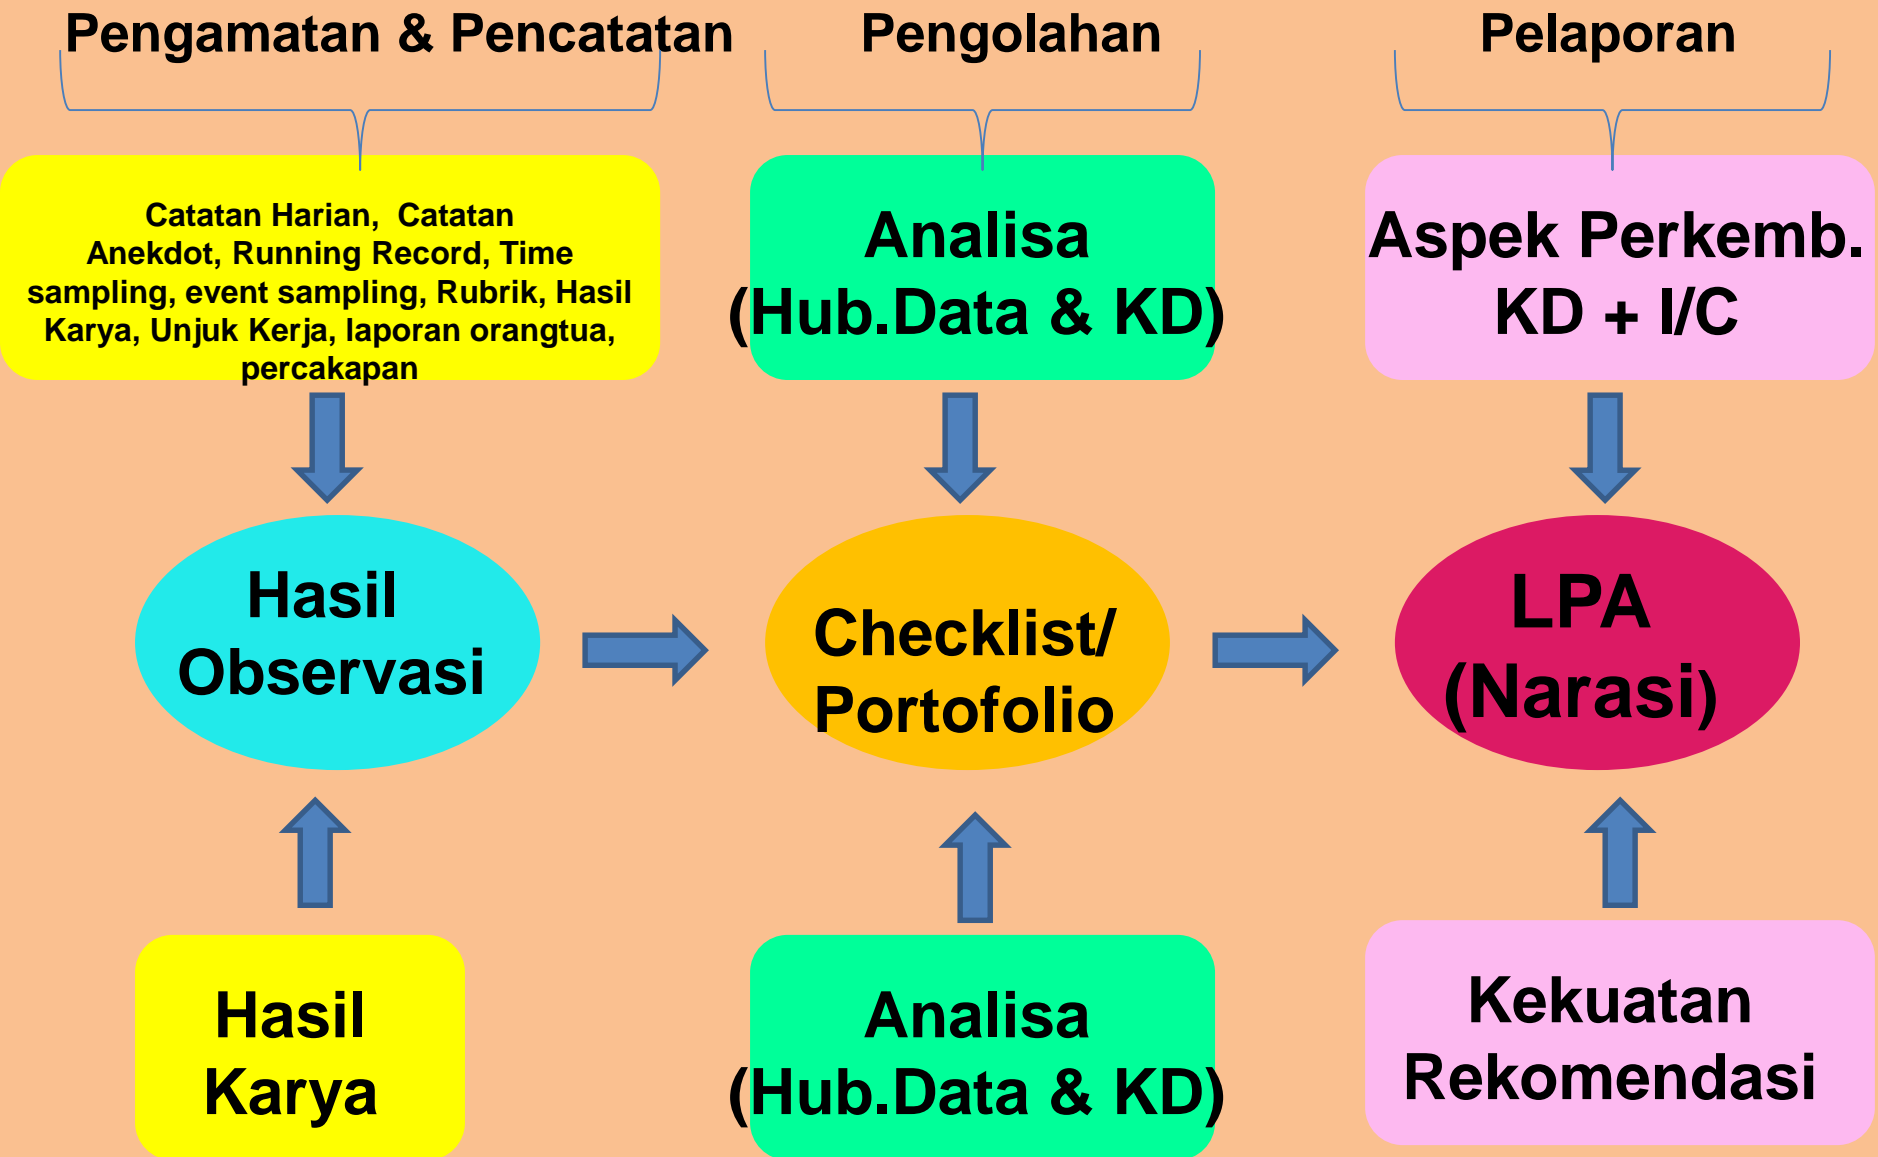 Pengamatan & Pencatatan
Pengolahan
Pelaporan
Catatan Harian, Catatan
Anekdot, Running Record, Time
sampling, event sampling, Rubrik, Hasil
Karya, Unjuk Kerja, laporan orangtua,
percakapan
Analisa
(Hub.Data & KD)
Aspek Perkemb.
KD + I/C
Hasil
Observasi
Checklist/
Portofolio
LPA
(Narasi)
Hasil
Karya
Analisa
(Hub.Data & KD)
Kekuatan
Rekomendasi